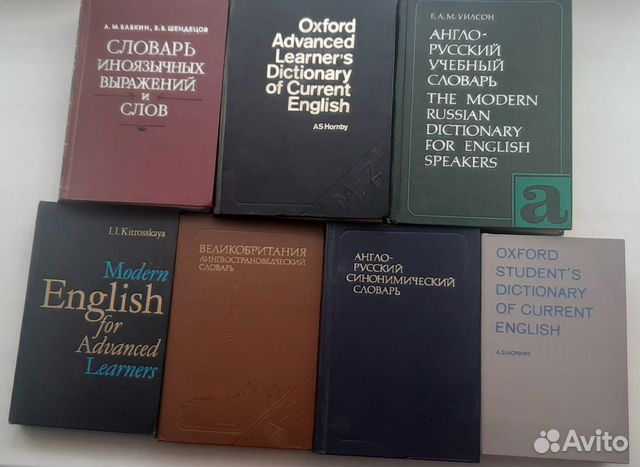 А. М. БАБКИН, В. В. ШЕНДЕЦОВ
СЛОВАРЬ
ИНОЯЗЫЧНЫХ
ВЫРАЖЕНИЙ
И
СЛОВ
Oxford
Advanced
Learner's
Dictionary
of Current
English
AS Hornby
M-Z
Е. А. М. УИЛСОН
АНГЛО-
РУССКИЙ
УЧЕБНЫЙ
СЛОВАРЬ
THE MODERN
RUSSIAN
DICTIONARY
FOR ENGLISH
SPEAKERS
a
I. I. Kitrosskaya
Modern
English
for
Advanced
Learners
ВЕЛИКОБРИТАНИЯ
ЛИНГВОСТРАНОВЕДЧЕСКИЙ
СЛОВАРЬ
АНГЛО-
РУССКИЙ
СИНОНИМИЧЕСКИЙ
СЛОВАРЬ
OXFORD
STUDENT'S
DICTIONARY
OF CURRENT
ENGLISH
A.S. HORNBY
Avito